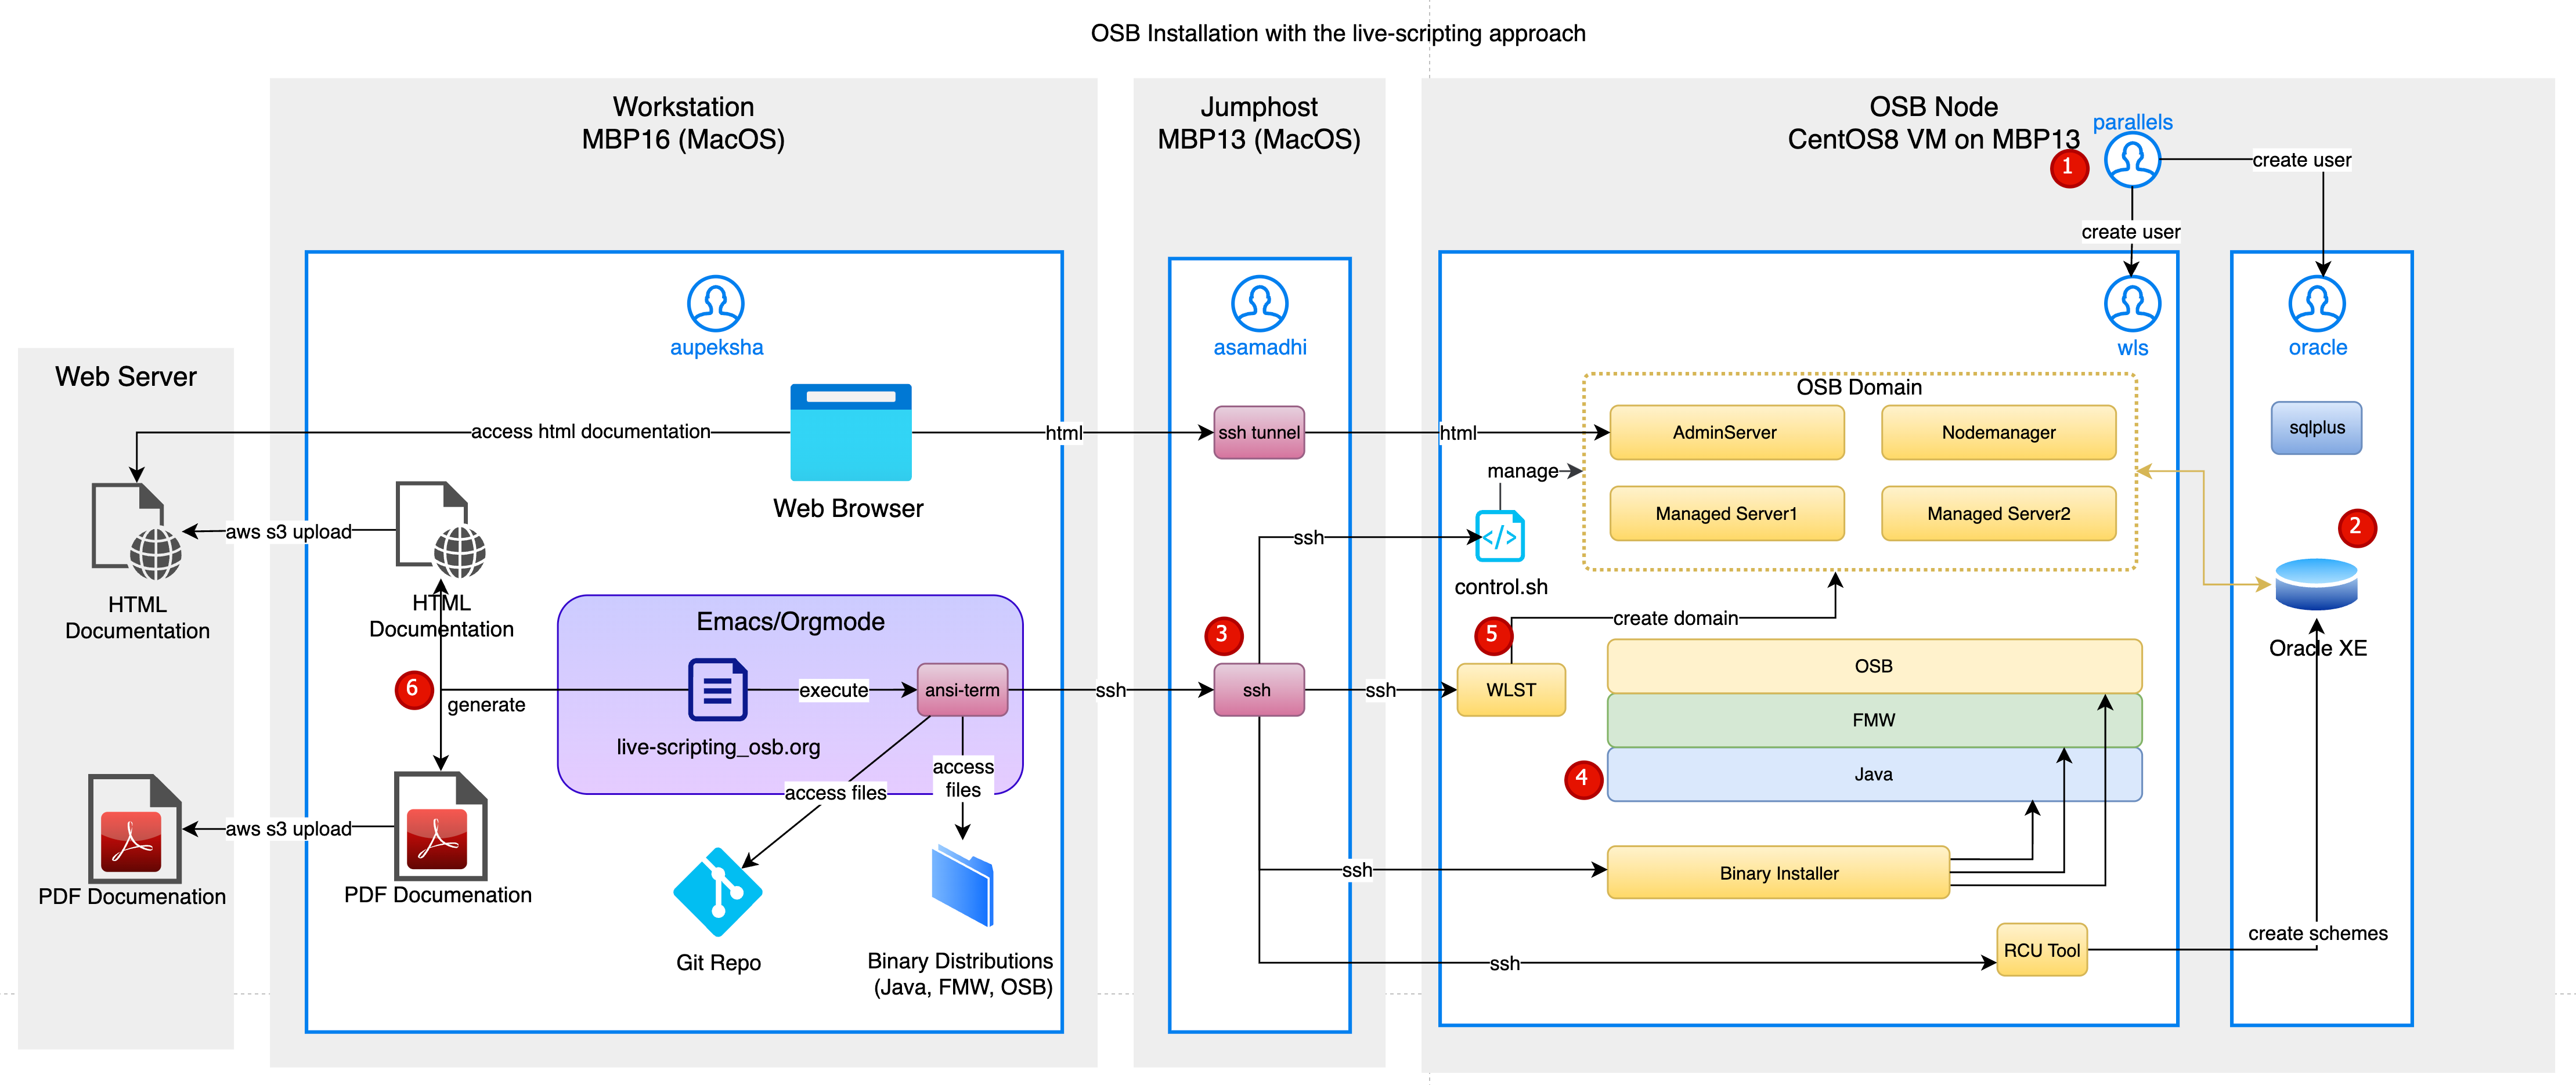 OSB Installation with the live-scripting approach
Workstation
MBP16 (MacOS)
Jumphost
MBP13 (MacOS)
OSB Node
CentOS8 VM on MBP13
parallels
1
create user
create user
aupeksha
asamadhi
wls
oracle
Web Server
access html documentation
html
ssh tunnel
html
OSB Domain
AdminServer
Nodemanager
Managed Server1
Managed Server2
sqlplus
manage
Web Browser
aws s3 upload
ssh
control.sh
2
HTML
Documentation
HTML
Documentation
Emacs/Orgmode
3
5
create domain
Oracle XE
6
generate
execute
ansi-term
ssh
ssh
ssh
WLST
OSB
FMW
Java
4
live-scripting_osb.org
access files
access
files
aws s3 upload
PDF Documenation
PDF Documenation
Git Repo
Binary Distributions
(Java, FMW, OSB)
ssh
Binary Installer
ssh
RCU Tool
create schemes